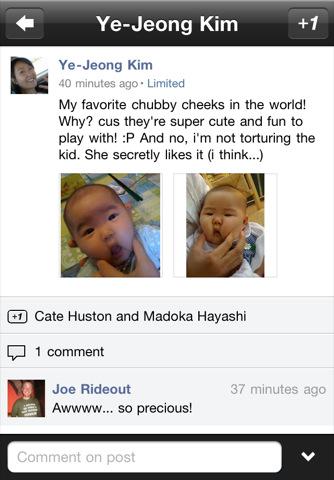 Ye-Jeong Kim
+1
Ye-Jeong Kim
40 minutes ago · Limited
My favorite chubby cheeks in the world!
Why? cus they're super cute and fun to
play with! :P And no, i'm not torturing the
kid. She secretly likes it (i think...)
+1 Cate Huston and Madoka Hayashi
1 comment
Joe Rideout 37 minutes ago
Awwww... so precious!
Comment on post